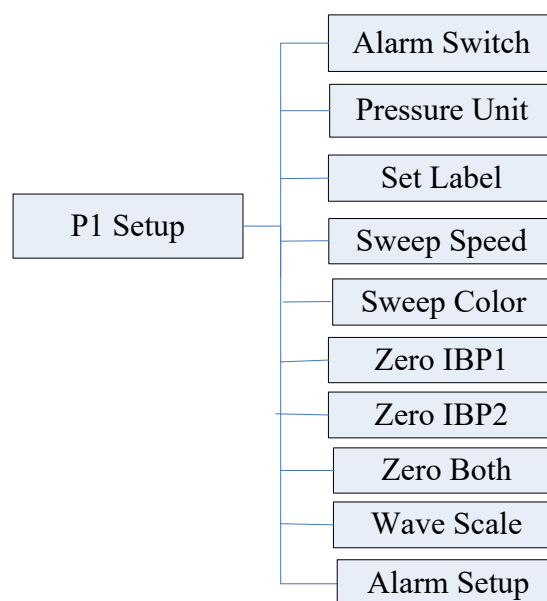 Alarm Switch
Pressure Unit
Set Label
P1 Setup
Sweep Speed
Sweep Color
Zero IBP1
Zero IBP2
Zero Both
Wave Scale
Alarm Setup